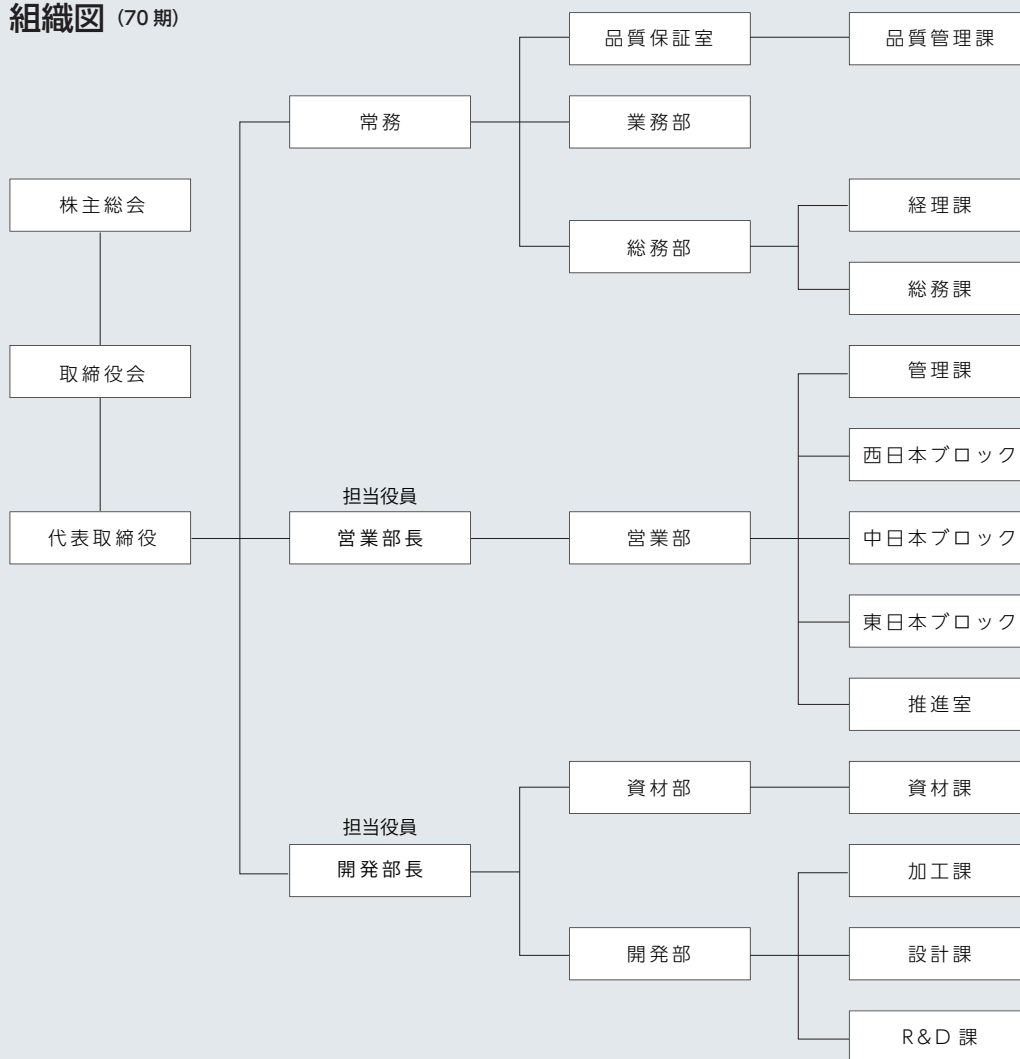 組織図 (70 期)
品質保証室
品質管理課
常務
業務部
株主総会
経理課
総務部
総務課
取締役会
管理課
西日本ブロック
担当役員
代表取締役
営業部長
営業部
中日本ブロック
東日本ブロック
推進室
資材部
資材課
担当役員
開発部長
加工課
開発部
設計課
R&D 課